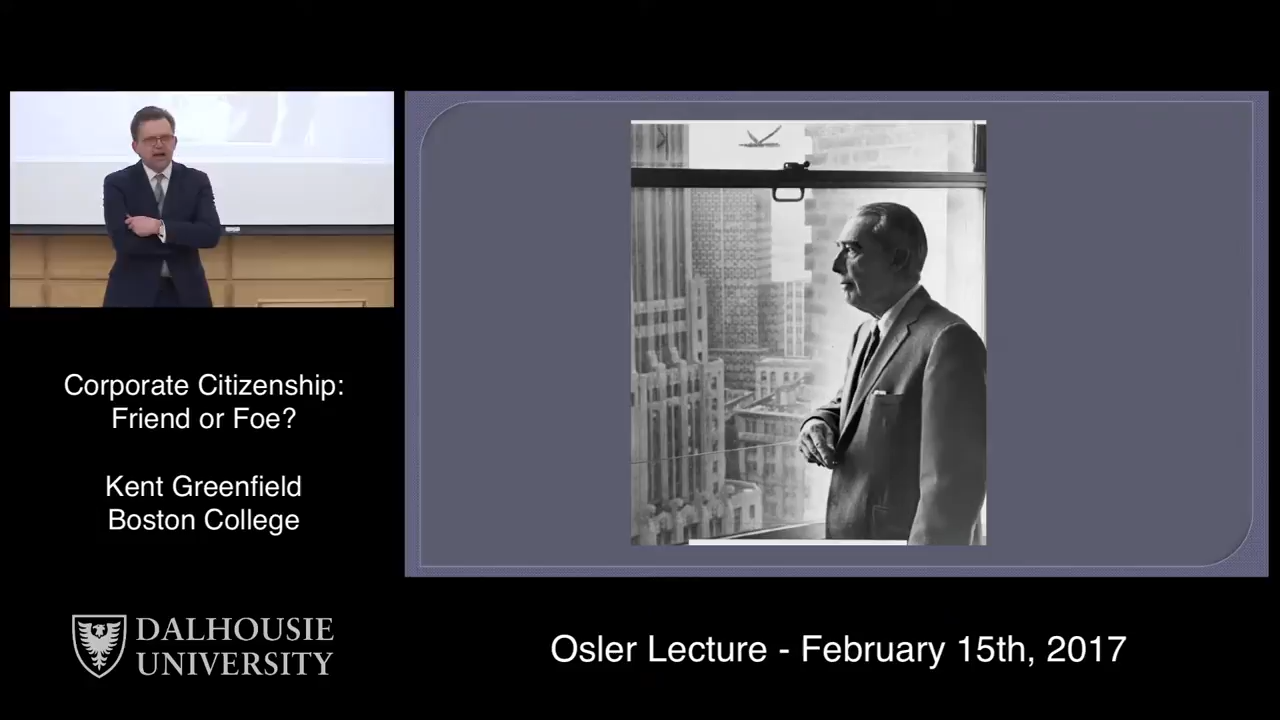 Corporate Citizenship:
Friend or Foe?
Kent Greenfield
Boston College
DALHOUSIE
UNIVERSITY
Osler Lecture - February 15th, 2017